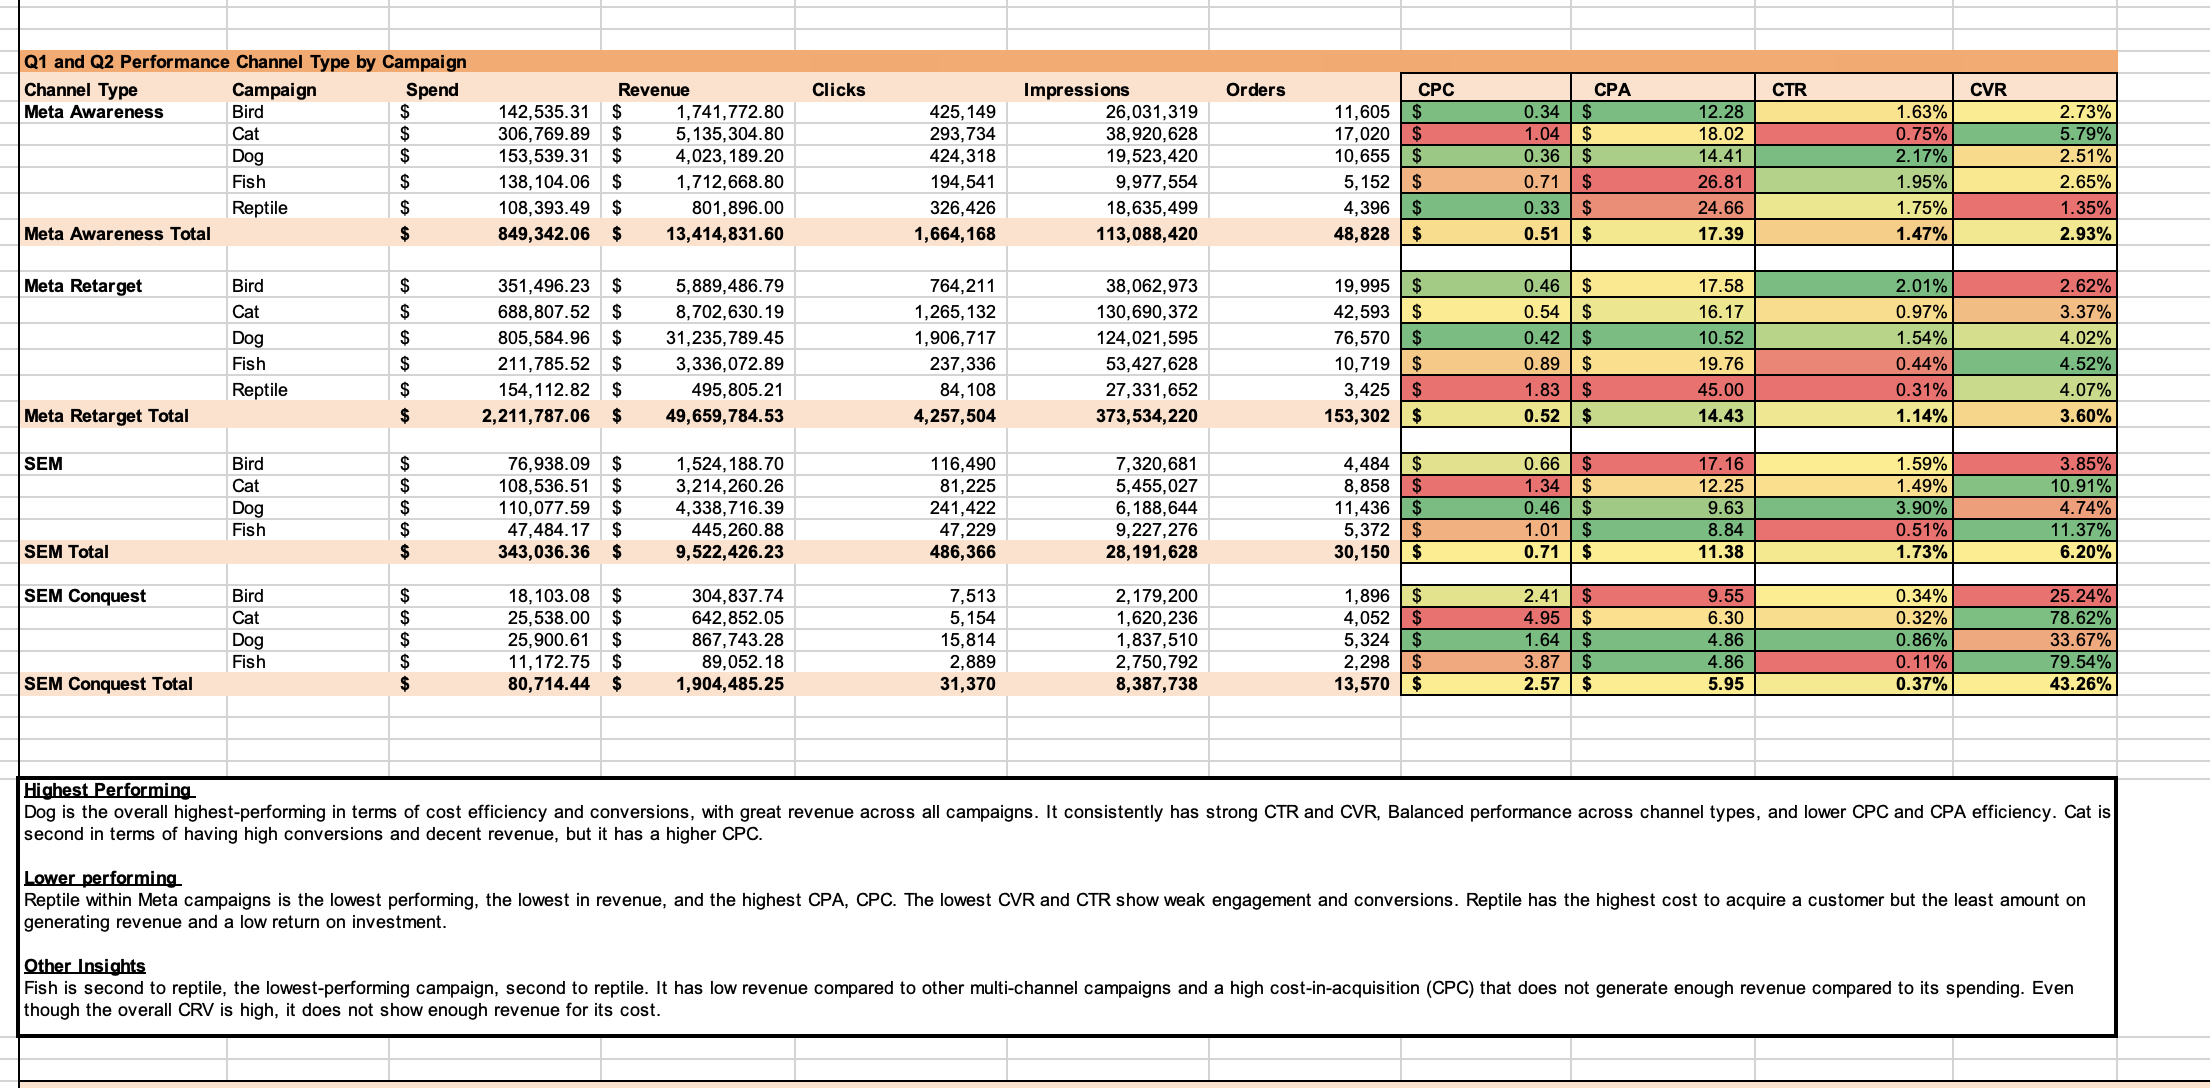 Q1 and Q2 Performance Channel Type by Campaign
Channel Type Campaign Spend Revenue Clicks Impressions Orders CPC CPA CTR CVR
Meta Awareness Bird $ 142,535.31 $ 1,741,772.80 425,149 26,031,319 11,605 $ 0.34 $ 12.28 1.63% 2.73%
Cat $ 306,769.89 $ 5,135,304.80 293,734 38,920,628 17,020 $ 1.04 $ 18.02 0.75% 5.79%
Dog $ 153,539.31 $ 4,023,189.20 424,318 19,523,420 10,655 $ 0.36 $ 14.41 2.17% 2.51%
Fish $ 138,104.06 $ 1,712,668.80 194,541 9,977,554 5,152 $ 0.71 $ 26.81 1.95% 2.65%
Reptile $ 108,393.49 $ 801,896.00 326,426 18,635,499 4,396 $ 0.33 $ 24.66 1.75% 1.35%
Meta Awareness Total $ 849,342.06 $ 13,414,831.60 1,664,168 113,088,420 48,828 $ 0.51 $ 17.39 1.47% 2.93%
Meta Retarget Bird $ 351,496.23 $ 5,889,486.79 764,211 38,062,973 19,995 $ 0.46 $ 17.58 2.01% 2.62%
Cat $ 688,807.52 $ 8,702,630.19 1,265,132 130,690,372 42,593 $ 0.54 $ 16.17 0.97% 3.37%
Dog $ 805,584.96 $ 31,235,789.45 1,906,717 124,021,595 76,570 $ 0.42 $ 10.52 1.54% 4.02%
Fish $ 211,785.52 $ 3,336,072.89 237,336 53,427,628 10,719 $ 0.89 $ 19.76 0.44% 4.52%
Reptile $ 154,112.82 $ 495,805.21 84,108 27,331,652 3,425 $ 1.83 $ 45.00 0.31% 4.07%
Meta Retarget Total $ 2,211,787.06 $ 49,659,784.53 4,257,504 373,534,220 153,302 $ 0.52 $ 14.43 1.14% 3.60%
SEM Bird $ 76,938.09 $ 1,524,188.70 116,490 7,320,681 4,484 $ 0.66 $ 17.16 1.59% 3.85%
Cat $ 108,536.51 $ 3,214,260.26 81,225 5,455,027 8,858 $ 1.34 $ 12.25 1.49% 10.91%
Dog $ 110,077.59 $ 4,338,716.39 241,422 6,188,644 11,436 $ 0.46 $ 9.63 3.90% 4.74%
Fish $ 47,484.17 $ 445,260.88 47,229 9,227,276 5,372 $ 1.01 $ 8.84 0.51% 11.37%
SEM Total $ 343,036.36 $ 9,522,426.23 486,366 28,191,628 30,150 $ 0.71 $ 11.38 1.73% 6.20%
SEM Conquest Bird $ 18,103.08 $ 304,837.74 7,513 2,179,200 1,896 $ 2.41 $ 9.55 0.34% 25.24%
Cat $ 25,538.00 $ 642,852.05 5,154 1,620,236 4,052 $ 4.95 $ 6.30 0.32% 78.62%
Dog $ 25,900.61 $ 867,743.28 15,814 1,837,510 5,324 $ 1.64 $ 4.86 0.86% 33.67%
Fish $ 11,172.75 $ 89,052.18 2,889 2,750,792 2,298 $ 3.87 $ 4.86 0.11% 79.54%
SEM Conquest Total $ 80,714.44 $ 1,904,485.25 31,370 8,387,738 13,570 $ 2.57 $ 5.95 0.37% 43.26%
Highest Performing
Dog is the overall highest-performing in terms of cost efficiency and conversions, with great revenue across all campaigns. It consistently has strong CTR and CVR, Balanced performance across channel types, and lower CPC and CPA efficiency. Cat is
second in terms of having high conversions and decent revenue, but it has a higher CPC.
Lower performing
Reptile within Meta campaigns is the lowest performing, the lowest in revenue, and the highest CPA, CPC. The lowest CVR and CTR show weak engagement and conversions. Reptile has the highest cost to acquire a customer but the least amount on
generating revenue and a low return on investment.
Other Insights
Fish is second to reptile, the lowest-performing campaign, second to reptile. It has low revenue compared to other multi-channel campaigns and a high cost-in-acquisition (CPC) that does not generate enough revenue compared to its spending. Even
though the overall CRV is high, it does not show enough revenue for its cost.